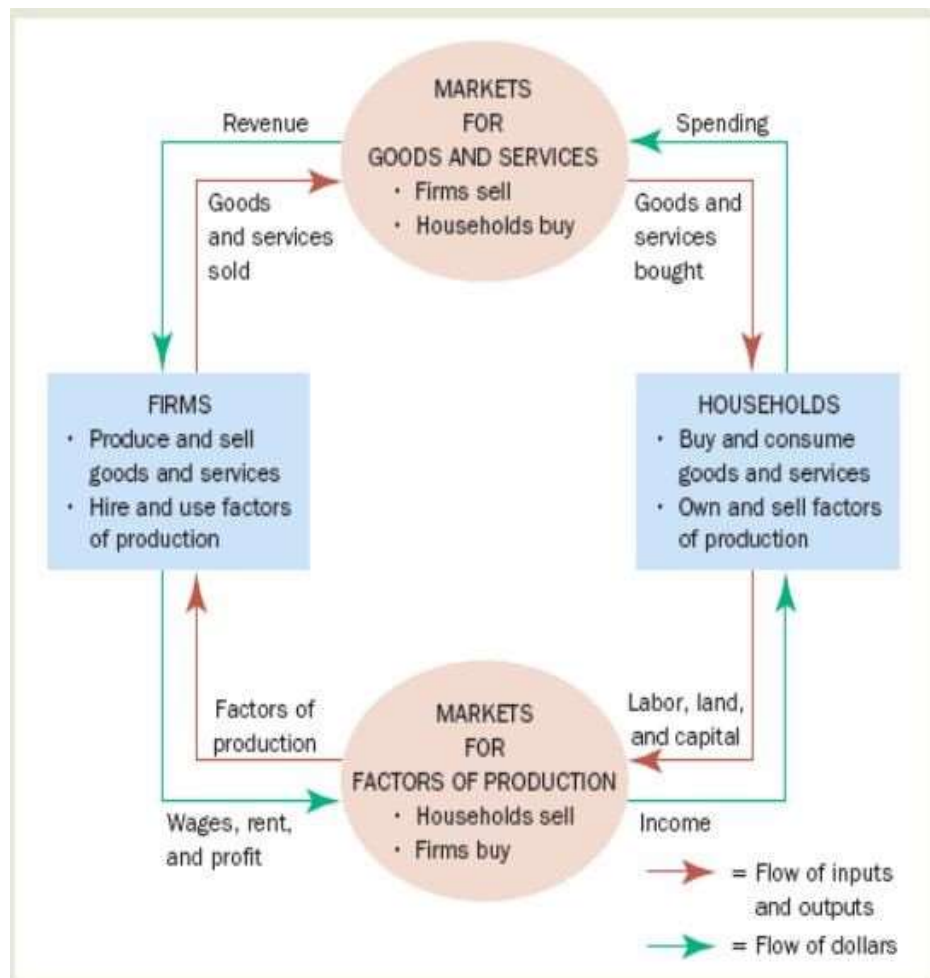 MARKETS
FOR
GOODS AND SERVICES
• Firms sell
• Households buy
Revenue
Spending
Goods
and services
sold
Goods and
services
bought
FIRMS
• Produce and sell
goods and services
• Hire and use factors
of production
HOUSEHOLDS
• Buy and consume
goods and services
• Own and sell factors
of production
Factors of
production
MARKETS
FOR
FACTORS OF PRODUCTION
• Households sell
• Firms buy
Labor, land,
and capital
Wages, rent,
and profit
Income
= Flow of inputs
and outputs
= Flow of dollars